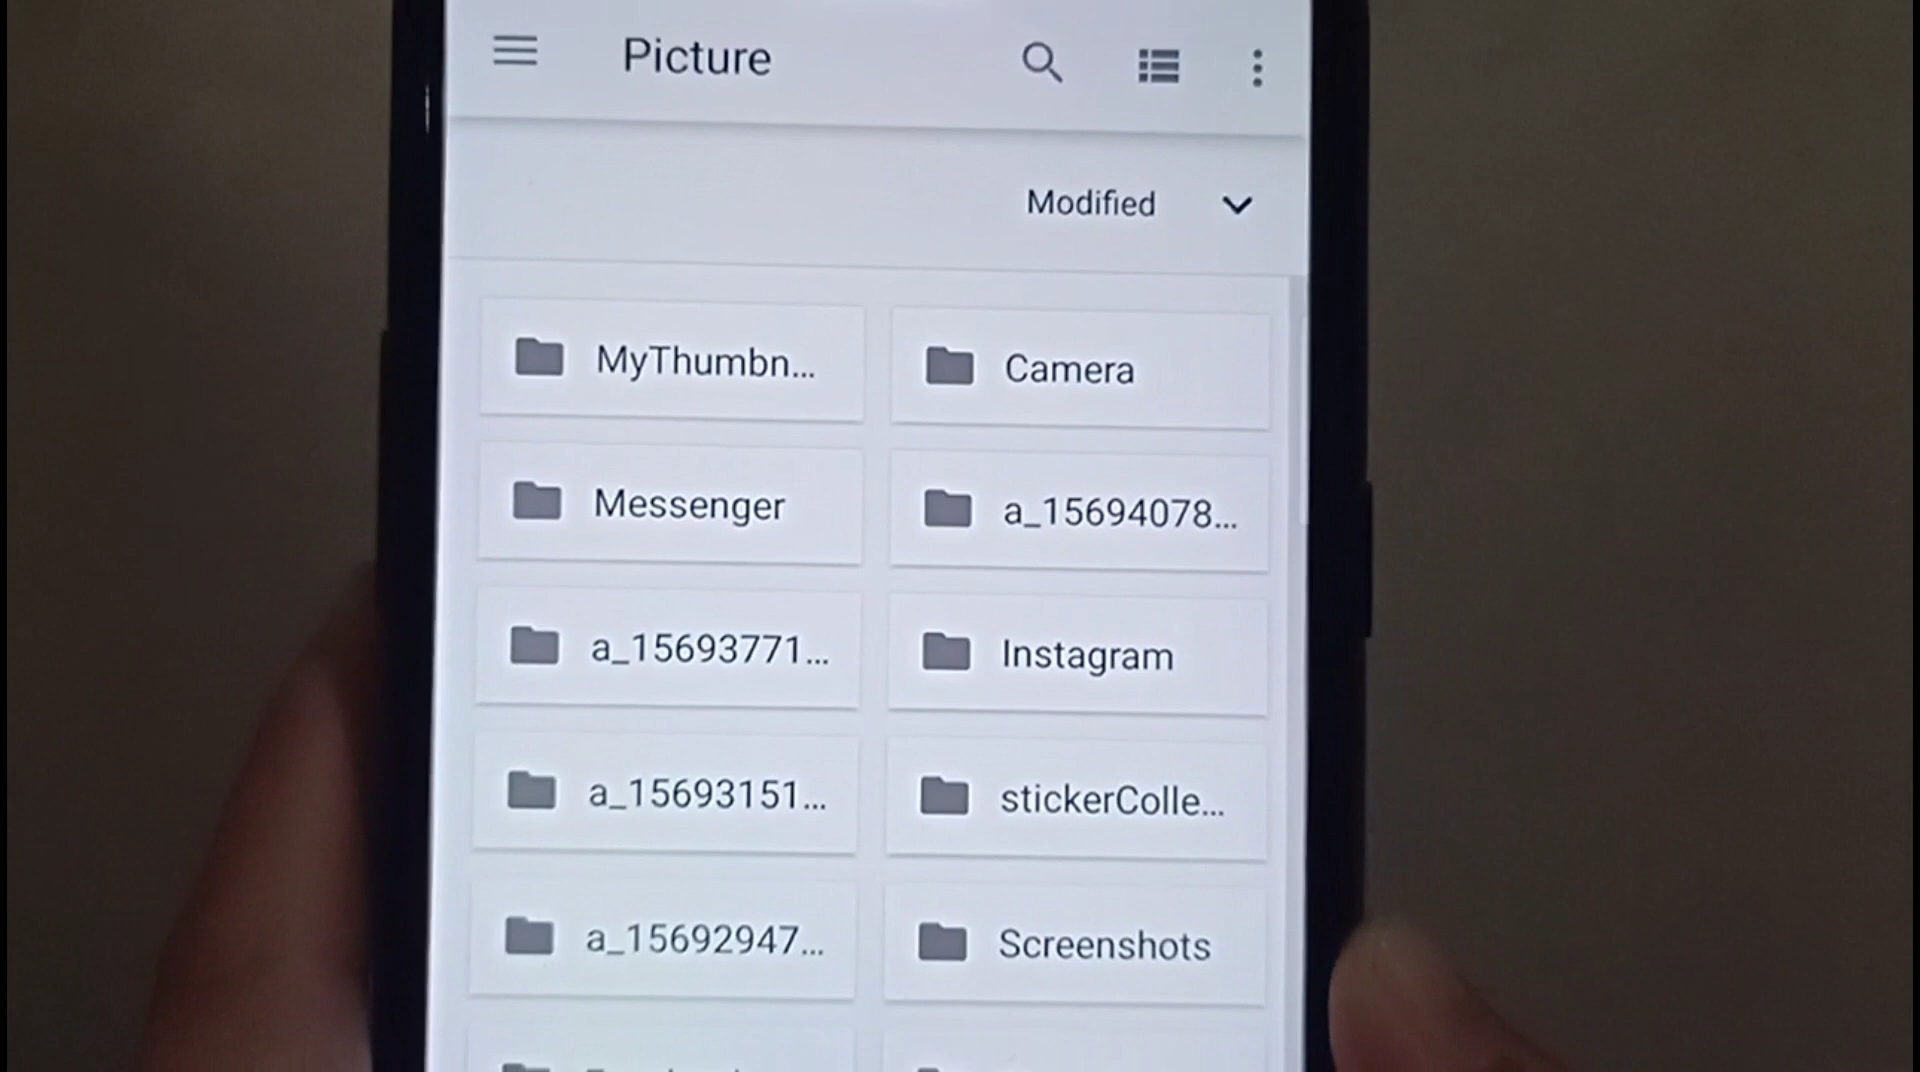 Picture
Modified
MyThumbn...
Camera
Messenger
a_15694078...
a_15693771...
Instagram
a_15693151...
stickerColle...
a_15692947...
Screenshots